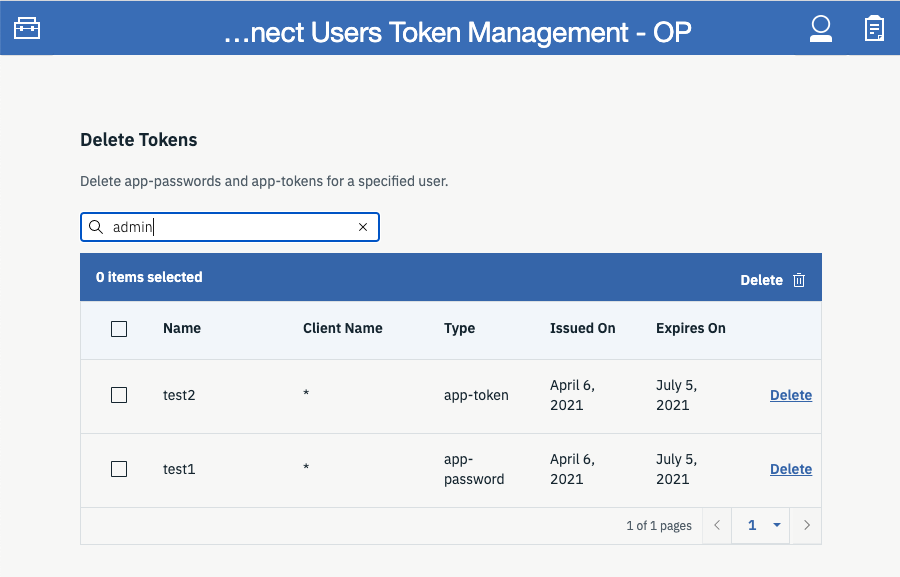 …nect Users Token Management - OP
Delete Tokens
Delete app-passwords and app-tokens for a specified user.
admin
0 items selected
Delete
Name Client Name Type Issued On Expires On
test2 * app-token April 6, 2021 July 5, 2021 Delete
test1 * app-password April 6, 2021 July 5, 2021 Delete
1 of 1 pages
1